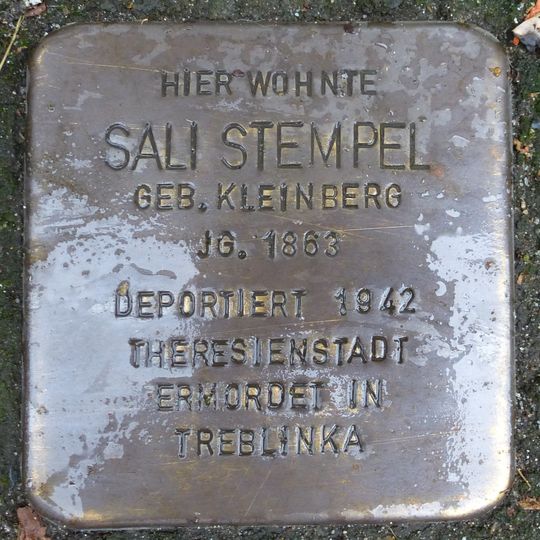 HIER WOHNTE
SALI STEMPEL
GEB. KLEINBERG
JG. 1863
DEPORTIERT 1942
THERESIENSTADT
ERMORDET IN
TREBLINKA